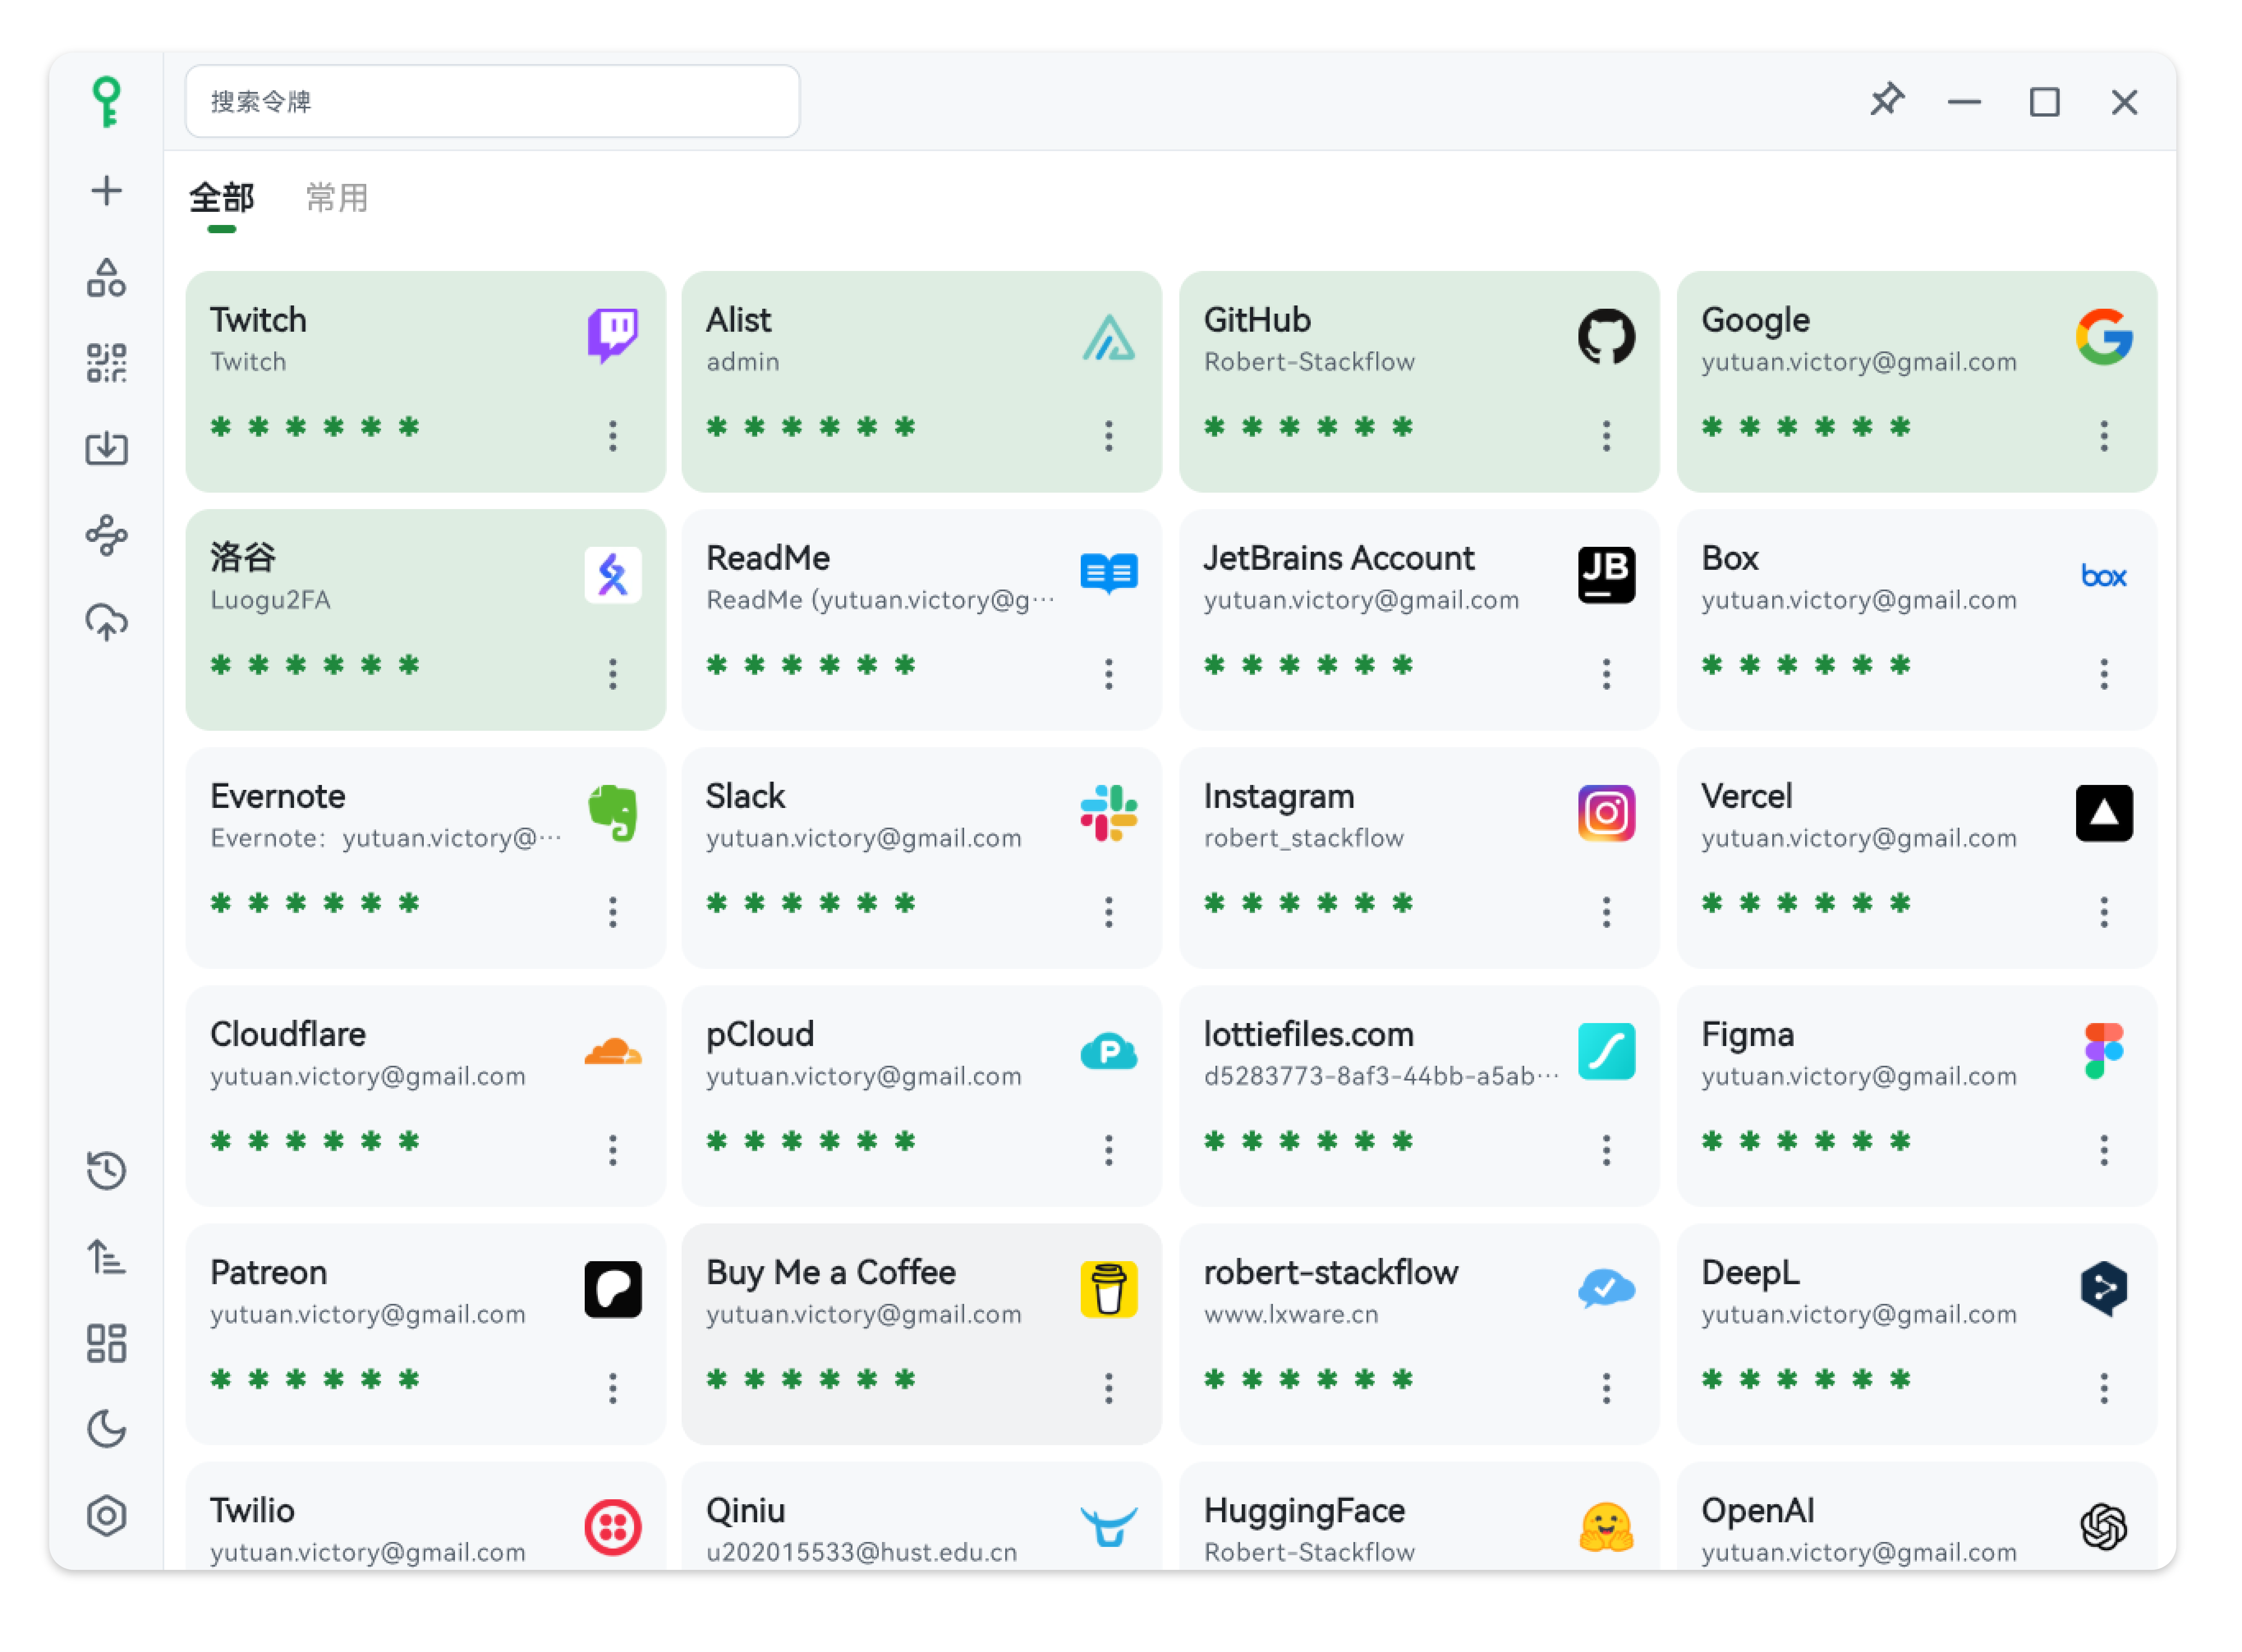 搜索令牌
全部 常用
Twitch
Twitch
* * * * * *
Alist
admin
* * * * * *
GitHub
Robert-Stackflow
* * * * * *
Google
yutuan.victory@gmail.com
* * * * * *
洛谷
Luogu2FA
* * * * * *
ReadMe
ReadMe (yutuan.victory@g…
* * * * * *
JetBrains Account
yutuan.victory@gmail.com
* * * * * *
JB
Box
yutuan.victory@gmail.com
* * * * * *
box
Evernote
Evernote：yutuan.victory@…
* * * * * *
Slack
yutuan.victory@gmail.com
* * * * * *
Instagram
robert_stackflow
* * * * * *
Vercel
yutuan.victory@gmail.com
* * * * * *
Cloudflare
yutuan.victory@gmail.com
* * * * * *
pCloud
yutuan.victory@gmail.com
* * * * * *
P
lottiefiles.com
d5283773-8af3-44bb-a5ab…
* * * * * *
Figma
yutuan.victory@gmail.com
* * * * * *
Patreon
yutuan.victory@gmail.com
* * * * * *
Buy Me a Coffee
yutuan.victory@gmail.com
* * * * * *
robert-stackflow
www.lxware.cn
* * * * * *
DeepL
yutuan.victory@gmail.com
* * * * * *
Twilio
yutuan.victory@gmail.com
Qiniu
u202015533@hust.edu.cn
HuggingFace
Robert-Stackflow
OpenAI
yutuan.victory@gmail.com